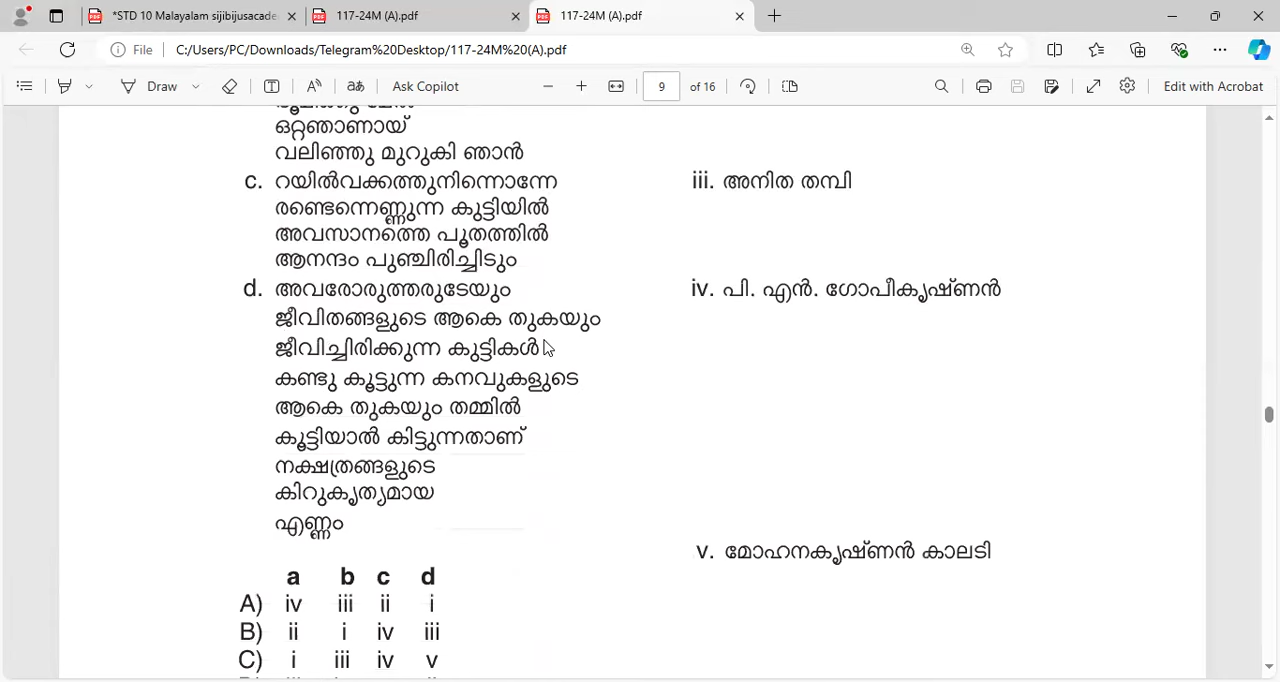 *STD 10 Malayalam sijibijusacade
117-24M (A).pdf
117-24M (A).pdf
File C:/Users/PC/Downloads/Telegram%20Desktop/117-24M%20(A).pdf
Draw Ask Copilot 9 of 16 Edit with Acrobat
ഒറ്റഞാണായ്
വലിഞ്ഞു മുറുകി ഞാൻ
c. റയിൽവക്കത്തുനിന്നൊന്നേ iii. അനിത തമ്പി
രണ്ടെന്നെണ്ണുന്ന കുട്ടിയിൽ
അവസാനത്തെ പൂതത്തിൽ
ആനന്ദം പുഞ്ചിരിച്ചിടും
d. അവരോരുത്തരുടേയും iv. പി. എൻ. ഗോപീകൃഷ്ണൻ
ജീവിതങ്ങളുടെ ആകെ തുകയും
ജീവിച്ചിരിക്കുന്ന കുട്ടികൾ
കണ്ടു കൂട്ടുന്ന കനവുകളുടെ
ആകെ തുകയും തമ്മിൽ
കൂട്ടിയാൽ കിട്ടുന്നതാണ്
നക്ഷത്രങ്ങളുടെ
കിറുകൃത്യമായ
എണ്ണം
v. മോഹനകൃഷ്ണൻ കാലടി
a b c d
A) iv iii ii i
B) ii i iv iii
C) i iii iv v